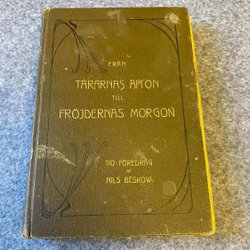 FRÅN
TÅRARNAS AFTON
TILL
FRÖJDERNAS MORGON
TIO FÖREDRAG
AF
NILS BESKOW